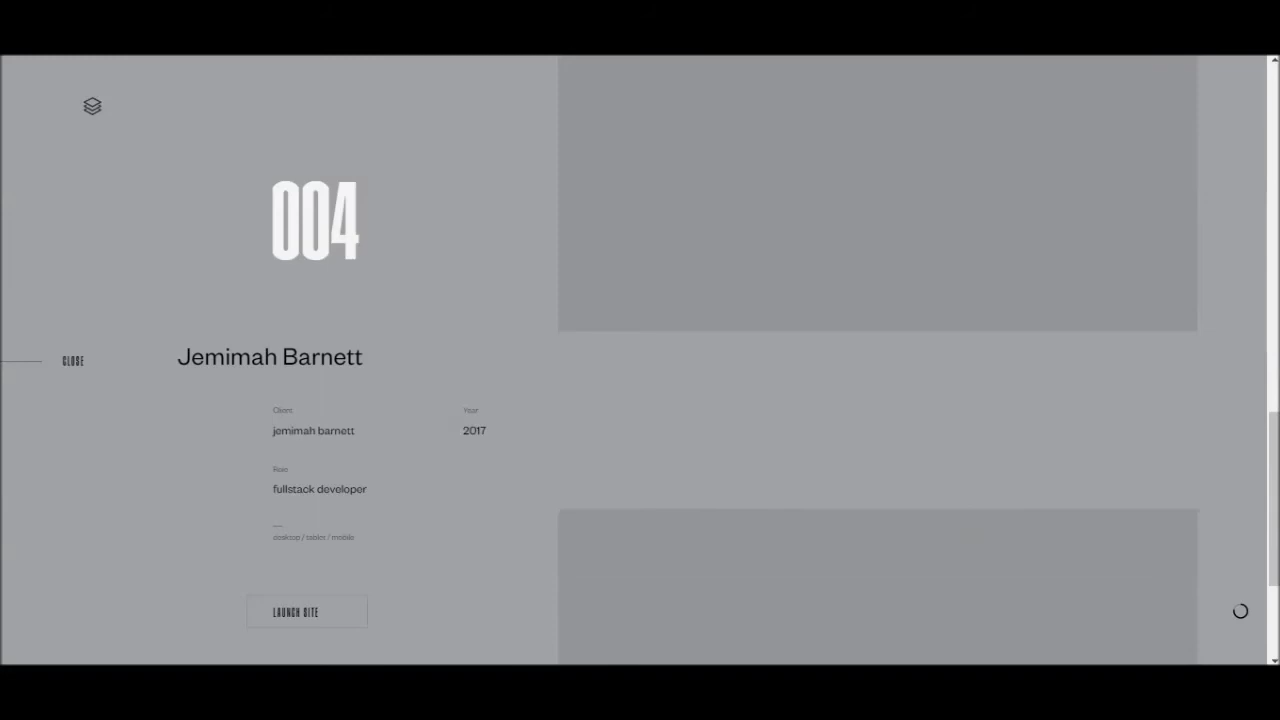 004
CLOSE
Jemimah Barnett
Client
Year
jemimah barnett
2017
Role
fullstack developer
—
desktop / tablet / mobile
LAUNCH SITE